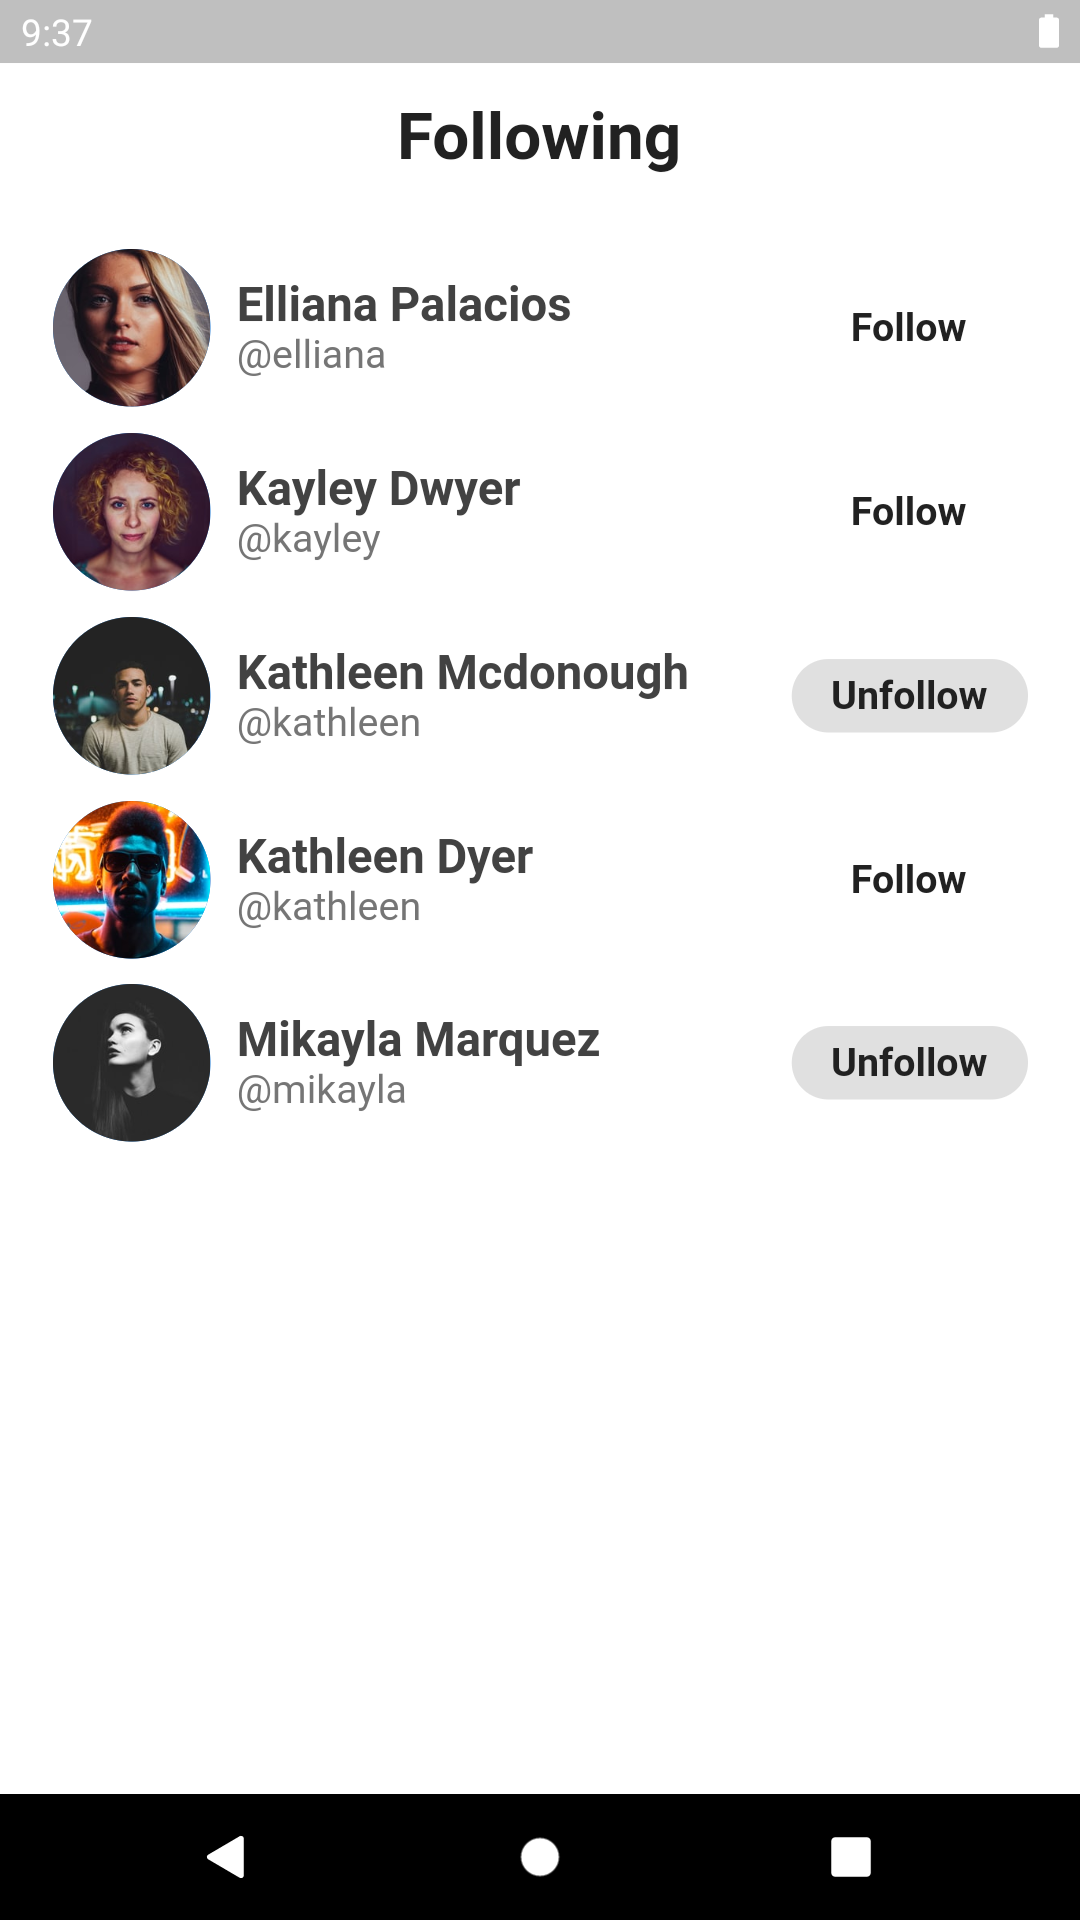 9:37
Following
Elliana Palacios
@elliana
Follow
Kayley Dwyer
@kayley
Follow
Kathleen Mcdonough
@kathleen
Unfollow
Kathleen Dyer
@kathleen
Follow
Mikayla Marquez
@mikayla
Unfollow